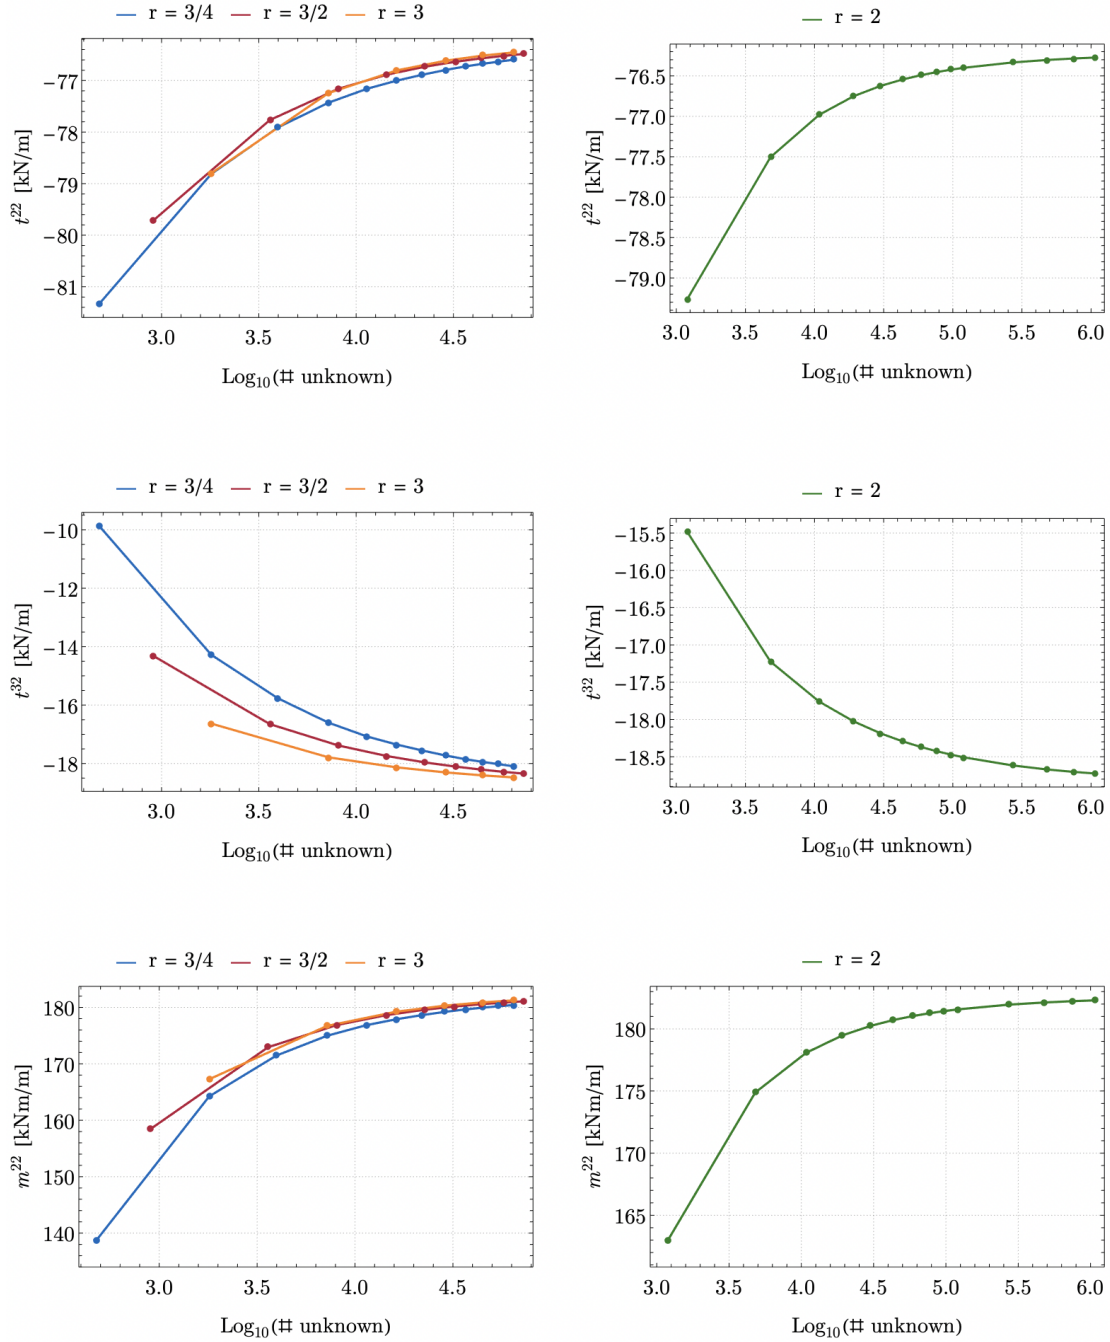 r = 3/4 r = 3/2 r = 3
t²² [kN/m]
−77
−78
−79
−80
−81
3.0 3.5 4.0 4.5
Log₁₀(# unknown)
r = 2
t²² [kN/m]
−76.5
−77.0
−77.5
−78.0
−78.5
−79.0
3.0 3.5 4.0 4.5 5.0 5.5 6.0
Log₁₀(# unknown)
r = 3/4 r = 3/2 r = 3
t³² [kN/m]
−10
−12
−14
−16
−18
3.0 3.5 4.0 4.5
Log₁₀(# unknown)
r = 2
t³² [kN/m]
−15.5
−16.0
−16.5
−17.0
−17.5
−18.0
−18.5
3.0 3.5 4.0 4.5 5.0 5.5 6.0
Log₁₀(# unknown)
r = 3/4 r = 3/2 r = 3
m²² [kNm/m]
180
170
160
150
140
3.0 3.5 4.0 4.5
Log₁₀(# unknown)
r = 2
m²² [kNm/m]
180
175
170
165
3.0 3.5 4.0 4.5 5.0 5.5 6.0
Log₁₀(# unknown)